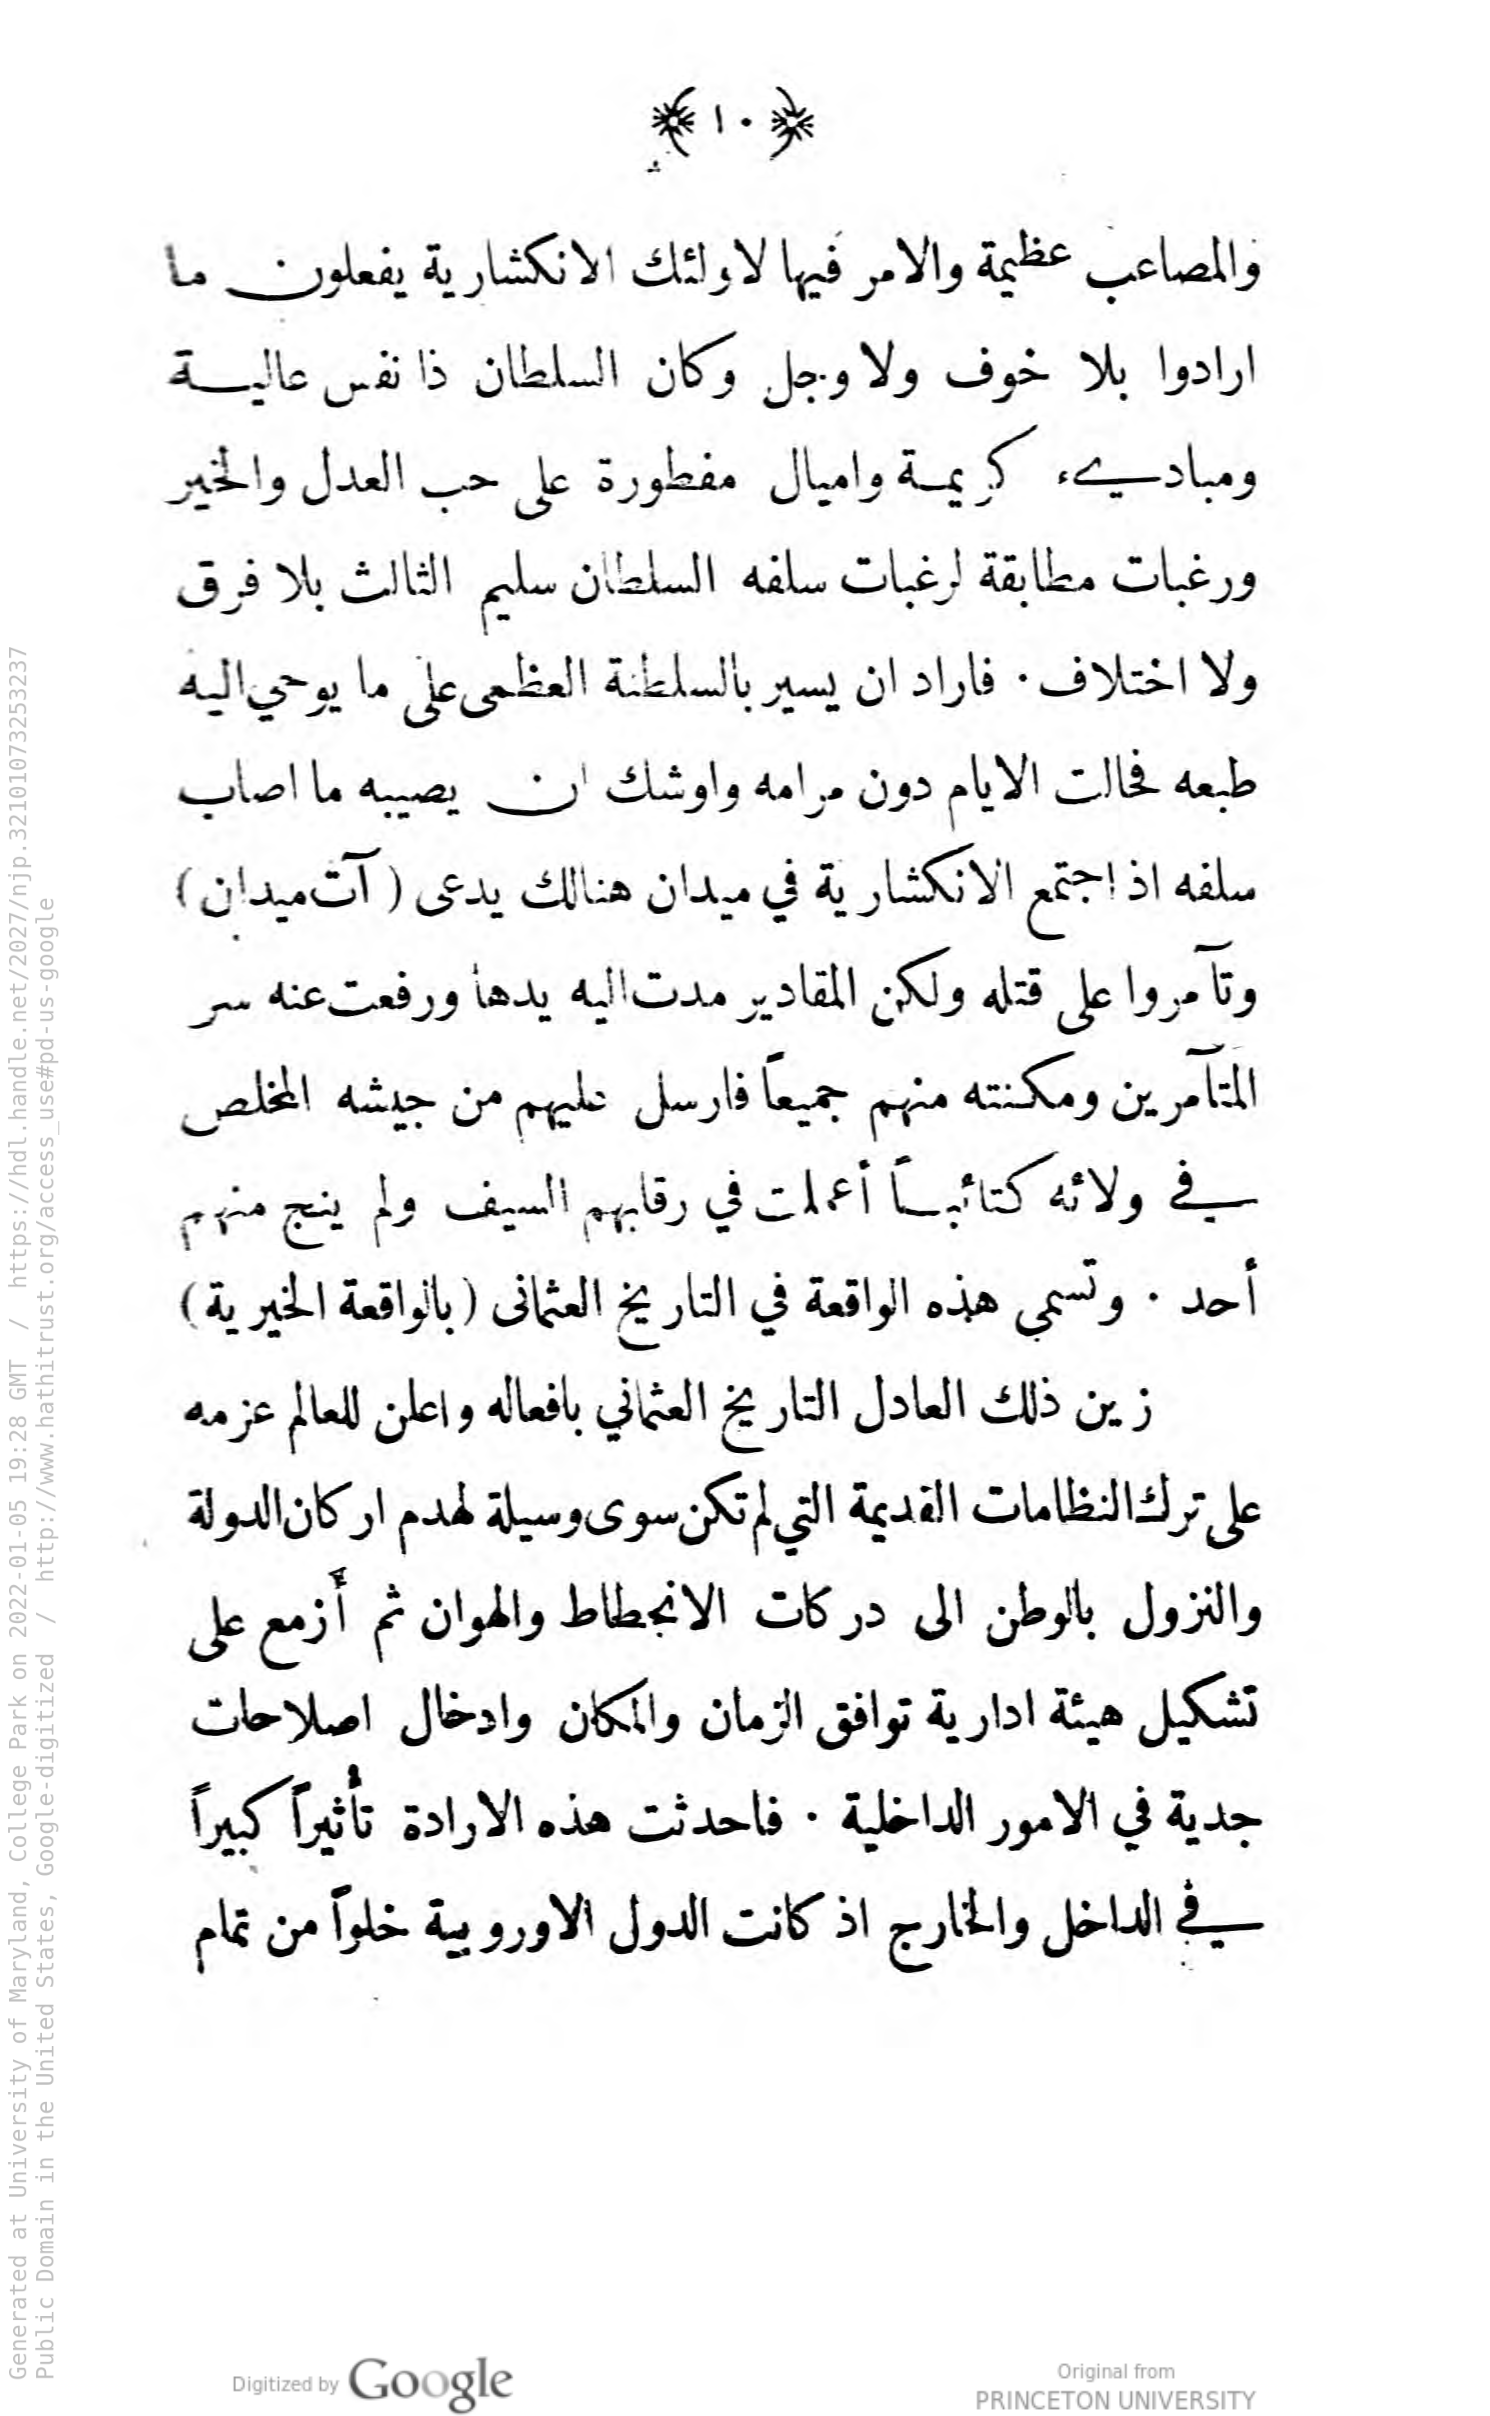 ﴿ ١٠ ﴾
والمصاعب عظيمة والامر فيها لاولئك الانكشارية يفعلون ما
ارادوا بلا خوف ولا وجل وكان السلطان ذا نفس عالية
ومبادىء كريمة واميال مفطورة على حب العدل والخير
ورغبات مطابقة لرغبات سلفه السلطان سليم الثالث بلا فرق
ولا اختلاف ٠ فاراد ان يسير بالسلطنة العظمى على ما يوحي اليه
طبعه فحالت الايام دون مرامه واوشك ان يصيبه ما اصاب
سلفه اذ اجتمع الانكشارية في ميدان هنالك يدعى ( آت ميدان )
وتآمروا على قتله ولكن المقادير مدت اليه يدها ورفعت عنه سر
المتآمرين ومكنته منهم جميعاً فارسل عليهم من جيشه المخلص
في ولائه كتائباً أعملت في رقابهم السيف ولم ينج منهم
أحد ٠ وتسمى هذه الواقعة في التاريخ العثمانى ( بالواقعة الخيرية )
زين ذلك العادل التاريخ العثماني بافعاله واعلن للعالم عزمه
على ترك النظامات القديمة التي لم تكن سوى وسيلة لهدم اركان الدولة
والنزول بالوطن الى دركات الانحطاط والهوان ثم أزمع على
تشكيل هيئة ادارية توافق الزمان والمكان وادخال اصلاحات
جدية في الامور الداخلية ٠ فاحدثت هذه الارادة تأثيراً كبيراً
في الداخل والخارج اذ كانت الدول الاوروبية خلواً من تمام
Digitized by Google
Original from
PRINCETON UNIVERSITY
Generated at University of Maryland, College Park on 2022-01-05 19:28 GMT / https://hdl.handle.net/2027/njp.32101073253237
Public Domain in the United States, Google-digitized / http://www.hathitrust.org/access_use#pd-us-google